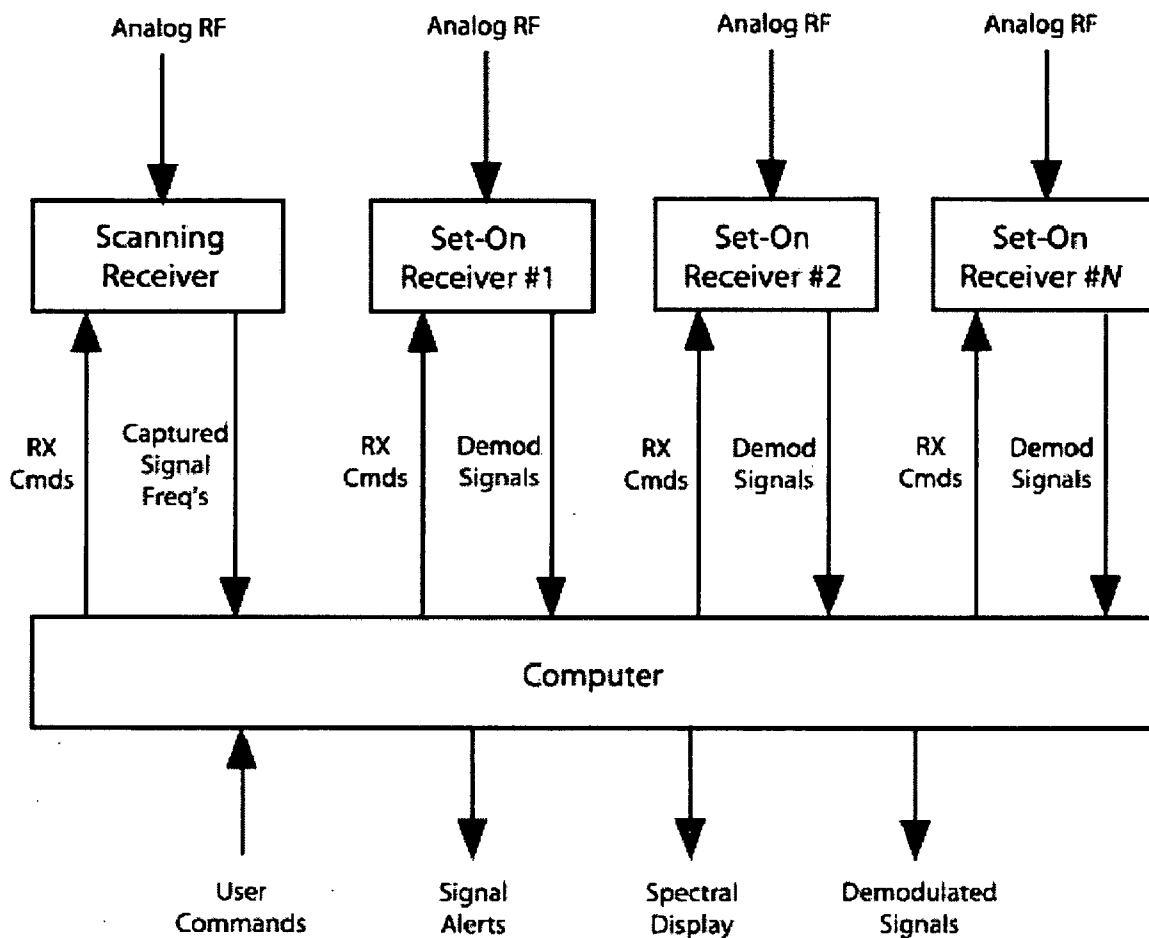 Analog RF
Analog RF
Analog RF
Analog RF
Scanning
Receiver
Set-On
Receiver #1
Set-On
Receiver #2
Set-On
Receiver #N
RX
Cmds
Captured
Signal
Freq's
RX
Cmds
Demod
Signals
RX
Cmds
Demod
Signals
RX
Cmds
Demod
Signals
Computer
User
Commands
Signal
Alerts
Spectral
Display
Demodulated
Signals